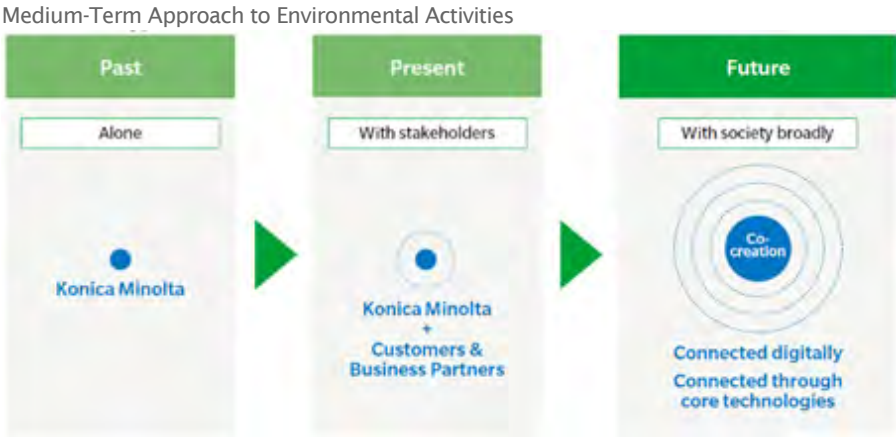 Medium-Term Approach to Environmental Activities
Past
Present
Future
Alone
With stakeholders
With society broadly
Konica Minolta
Konica Minolta
+
Customers &
Business Partners
Co-
creation
Connected digitally
Connected through
core technologies